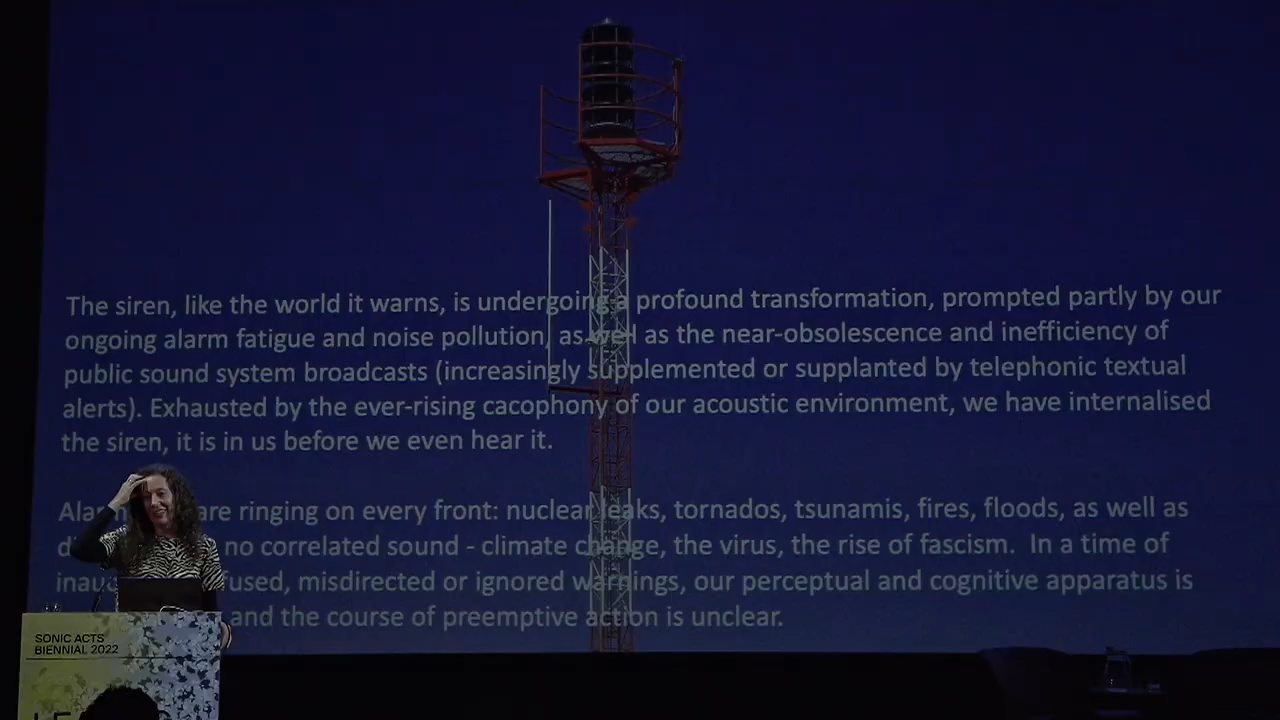 The siren, like the world it warns, is undergoing a profound transformation, prompted partly by our
ongoing alarm fatigue and noise pollution, as well as the near-obsolescence and inefficiency of
public sound system broadcasts (increasingly supplemented or supplanted by telephonic textual
alerts). Exhausted by the ever-rising cacophony of our acoustic environment, we have internalised
the siren, it is in us before we even hear it.
are ringing on every front: nuclear leaks, tornados, tsunamis, fires, floods, as well as
no correlated sound - climate change, the virus, the rise of fascism. In a time of
misdirected or ignored warnings, our perceptual and cognitive apparatus is
and the course of preemptive action is unclear.
SONIC ACTS
BIENNIAL 2022